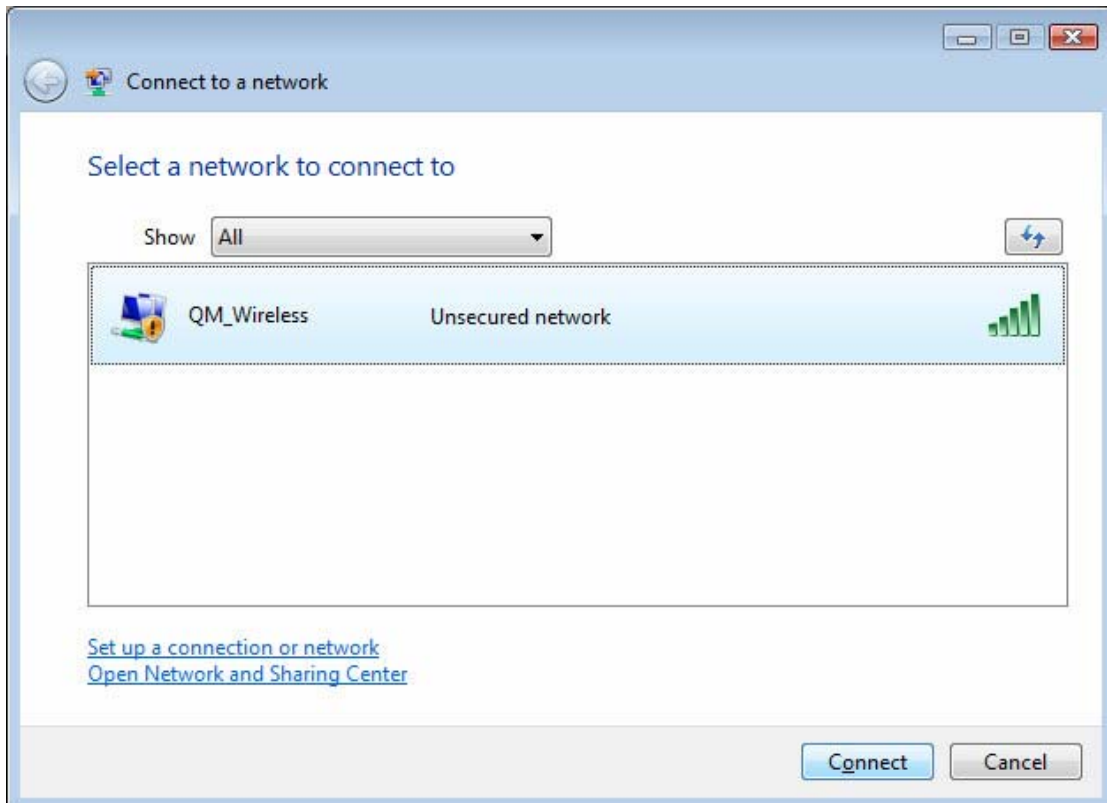 Connect to a network
Select a network to connect to
Show All
QM_Wireless Unsecured network
Set up a connection or network
Open Network and Sharing Center
Connect Cancel